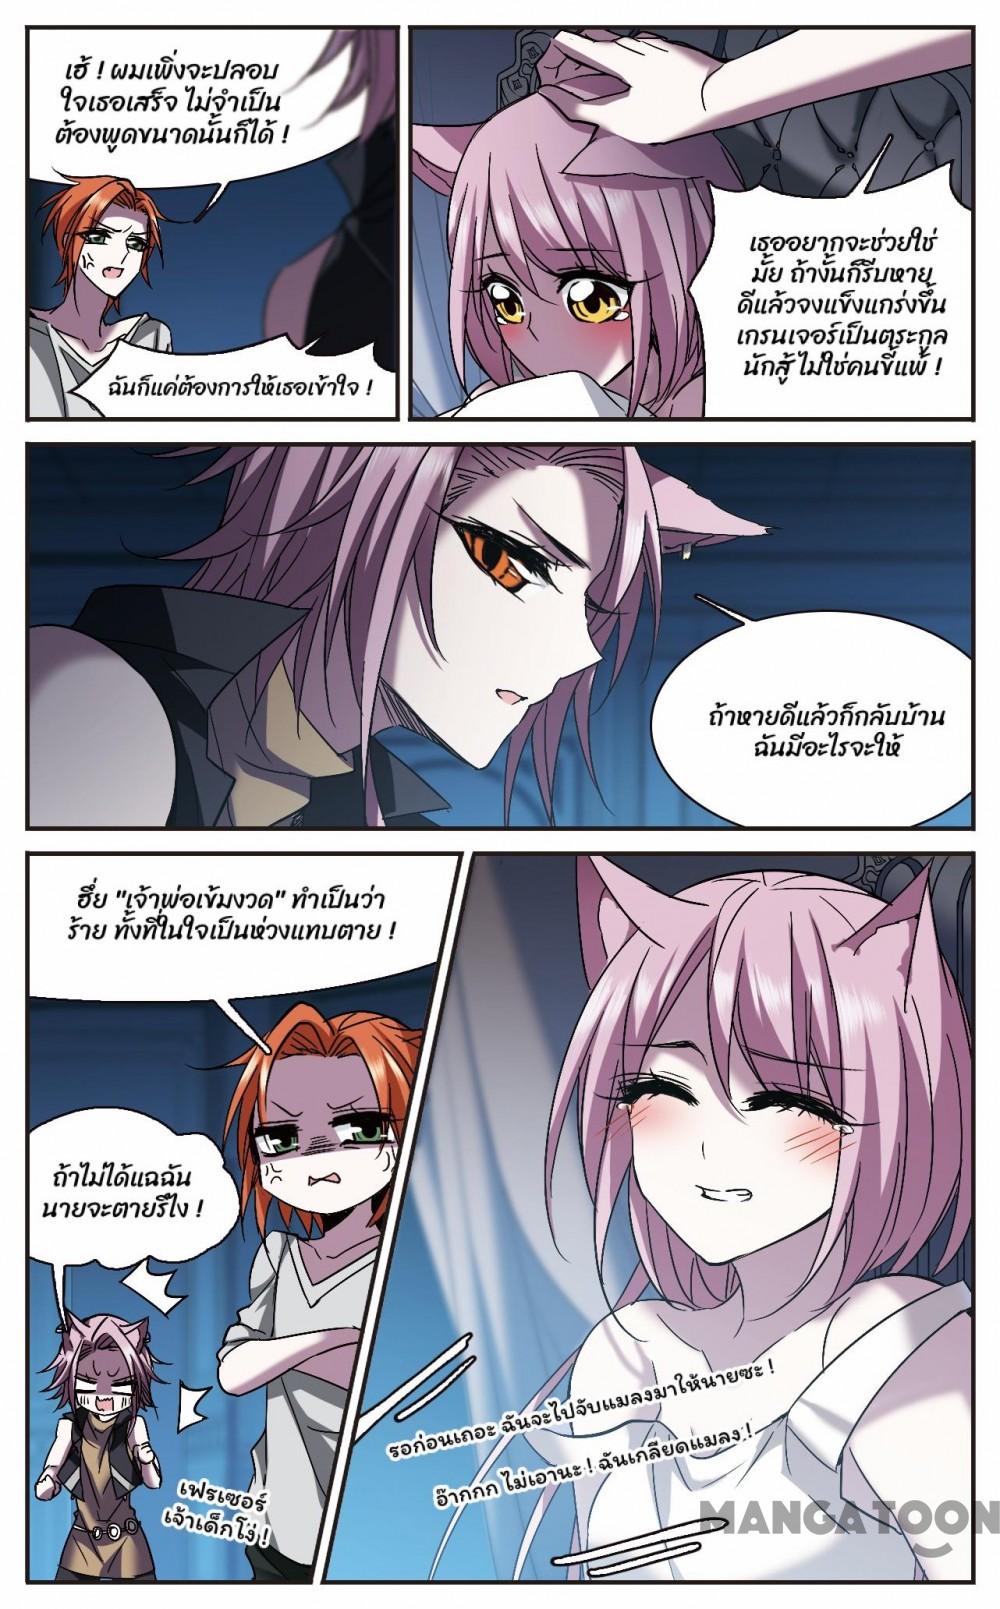 เฮ้ ! ผมเพิ่งจะปลอบ
ใจเธอเสร็จ ไม่จำเป็น
ต้องพูดขนาดนั้นก็ได้ !
ฉันก็แค่ต้องการให้เธอเข้าใจ !
เธออยากจะช่วยใช่
มั้ย ถ้างั้นก็รีบหาย
ดีแล้วจงแข็งแกร่งขึ้น
เกรนเจอร์เป็นตระกูล
นักสู้ ไม่ใช่คนขี้แพ้ !
ถ้าหายดีแล้วก็กลับบ้าน
ฉันมีอะไรจะให้
ฮึ่ย "เจ้าพ่อเข้มงวด" ทำเป็นว่า
ร้าย ทั้งที่ในใจเป็นห่วงแทบตาย !
ถ้าไม่ได้แฉฉัน
นายจะตายรึไง !
เฟรเซอร์
เจ้าเด็กโง่ !
รอก่อนเถอะ ฉันจะไปจับแมลงมาให้นายซะ !
อ๊ากกก ไม่เอานะ ! ฉันเกลียดแมลง !
MANGATOON